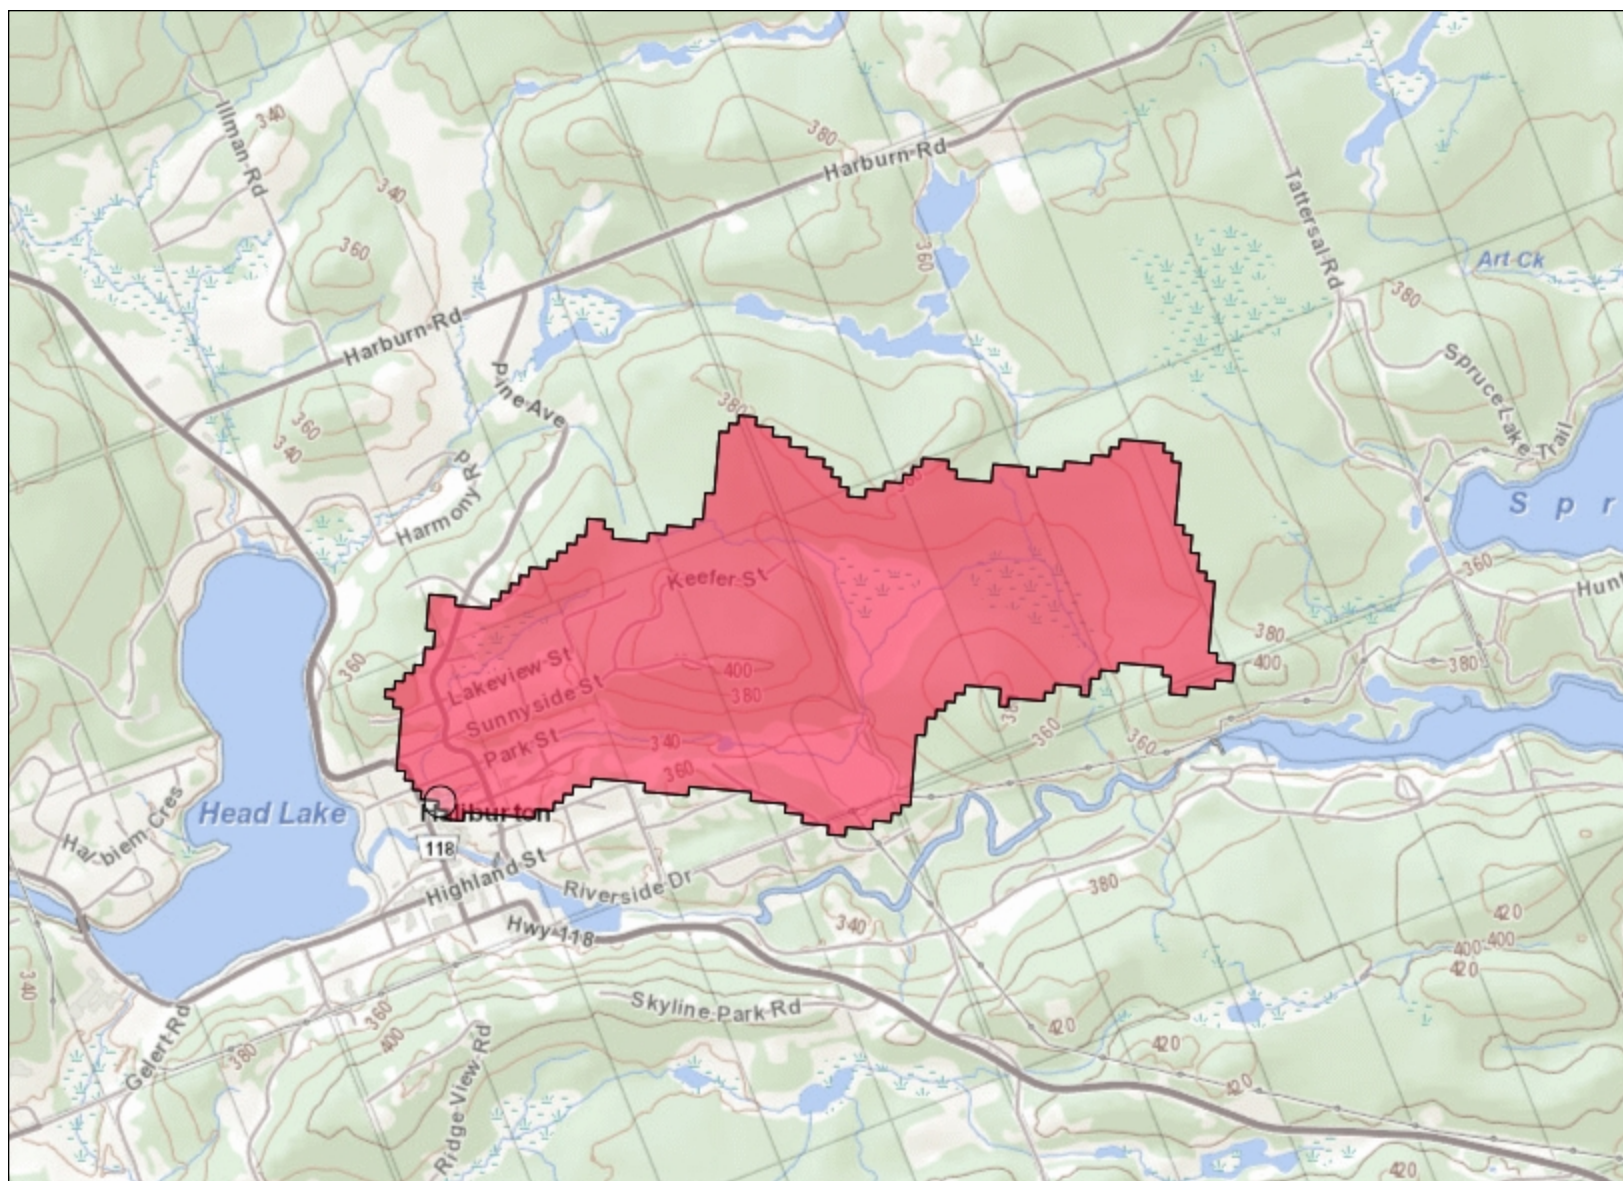 340
Illman Rd
380
Harburn Rd
340
360
360
Tattersal Rd
Art Ck
380
Harburn Rd
Spruce Lake Trail
Pine Ave
380
360
340
360
Harmony Rd
Spr
360
Hunt
Keefer St
360
380
400
380
Lakeview St
400
380
Sunnyside St
360
360
Park St
340
360
Head Lake
Haliburton
118
Highland St
Riverside Dr
380
340
Hwy 118
420
400 400
420
340
Skyline Park Rd
360
400
380
Gelert Rd
420
420
420
Ridge View Rd
420